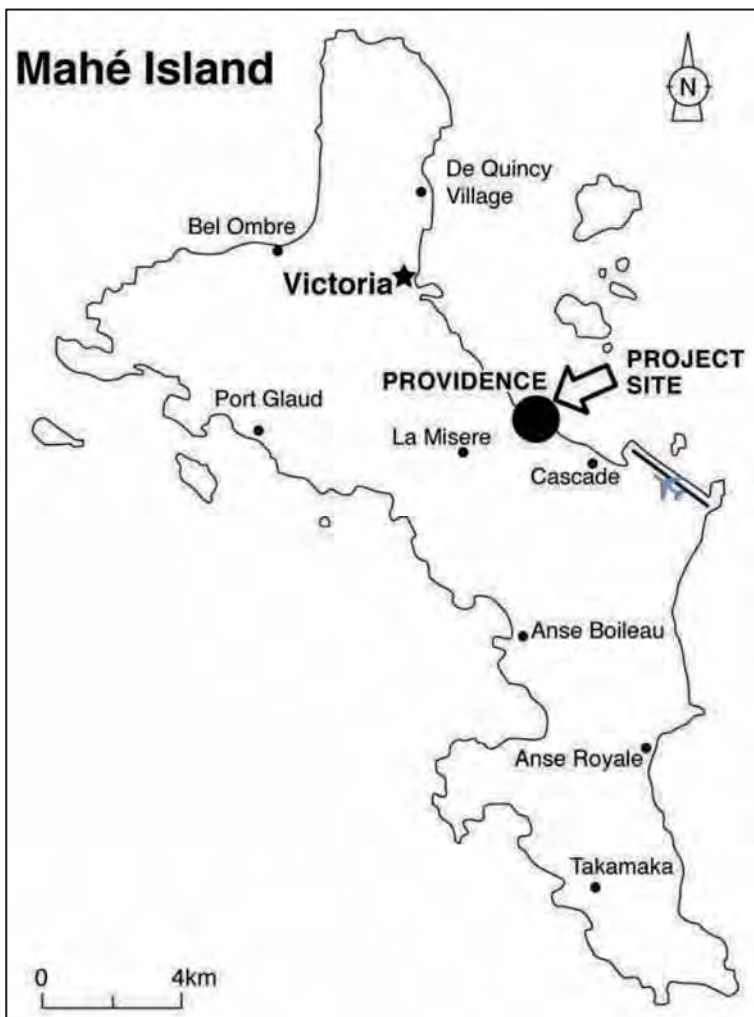 Mahé Island
N
De Quincy
Village
Bel Ombre
Victoria
PROJECT
SITE
PROVIDENCE
Port Glaud
La Misere
Cascade
Anse Boileau
Anse Royale
Takamaka
0 4km